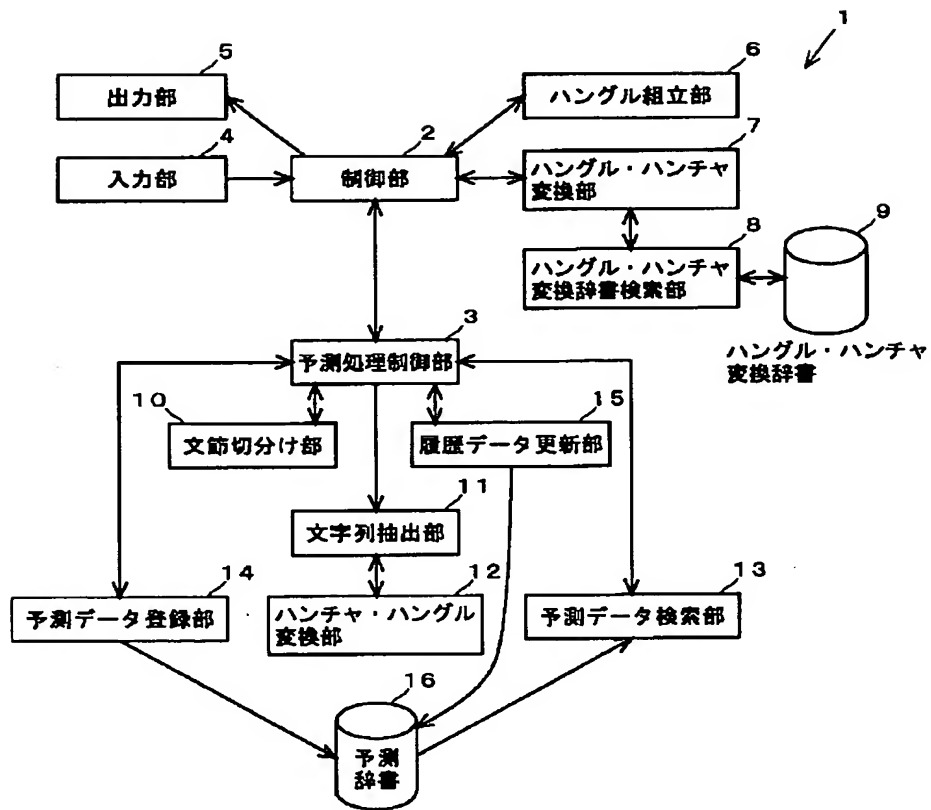 1
5
出力部
6
ハングル組立部
4
入力部
2
制御部
7
ハングル・ハンチャ
変換部
8
ハングル・ハンチャ
変換辞書検索部
9
ハングル・ハンチャ
変換辞書
3
予測処理制御部
10
文節切分け部
15
履歴データ更新部
11
文字列抽出部
14
予測データ登録部
12
ハンチャ・ハングル
変換部
13
予測データ検索部
16
予測
辞書